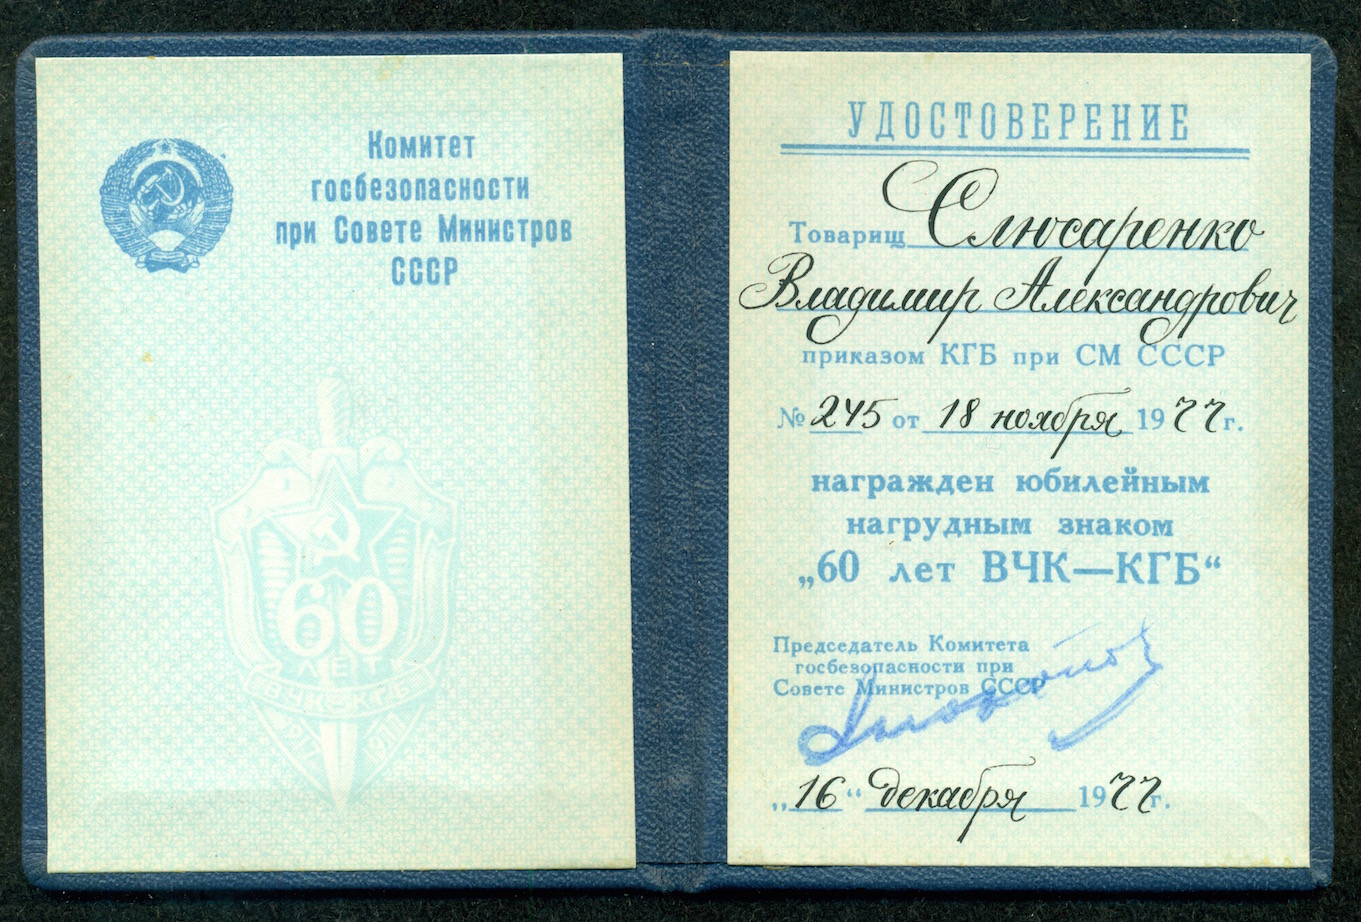 Комитет
госбезопасности
при Совете Министров
СССР
60
ЛЕТ
ВЧК-КГБ
УДОСТОВЕРЕНИЕ
Товарищ Слюсаренко
Владимир Александрович
приказом КГБ при СМ СССР
№ 245 от 18 ноября 1977 г.
награжден юбилейным
нагрудным знаком
„60 лет ВЧК—КГБ“
Председатель Комитета
госбезопасности при
Совете Министров СССР
„16“ декабря 1977 г.